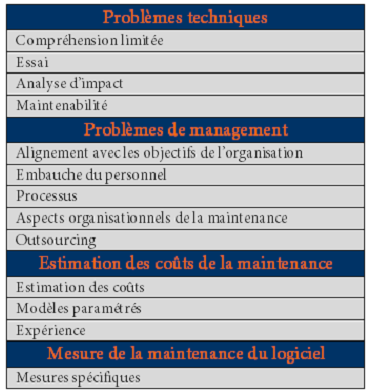 Problèmes techniques
Compréhension limitée
Essai
Analyse d'impact
Maintenabilité
Problèmes de management
Alignement avec les objectifs de l'organisation
Embauche du personnel
Processus
Aspects organisationnels de la maintenance
Outsourcing
Estimation des coûts de la maintenance
Estimation des coûts
Modèles paramétrés
Expérience
Mesure de la maintenance du logiciel
Mesures spécifiques